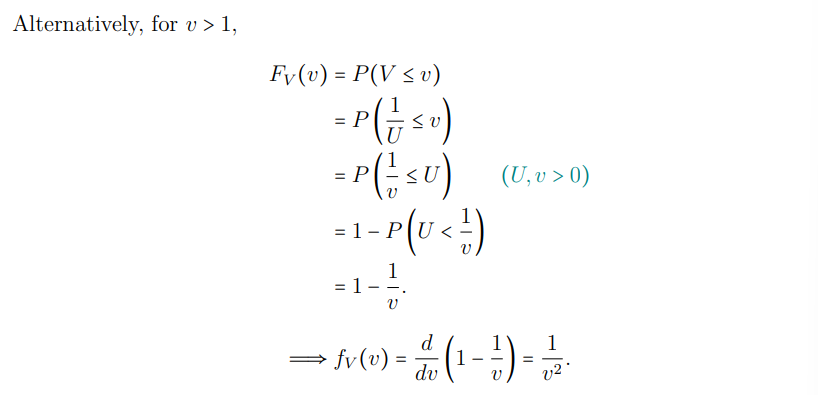 Alternatively, for v > 1,
F_V(v) = P(V ≤ v)
= P(1/U ≤ v)
= P(1/v ≤ U) (U, v > 0)
= 1 − P(U < 1/v)
= 1 − 1/v.
⟹ f_V(v) = d/dv (1 − 1/v) = 1/v².